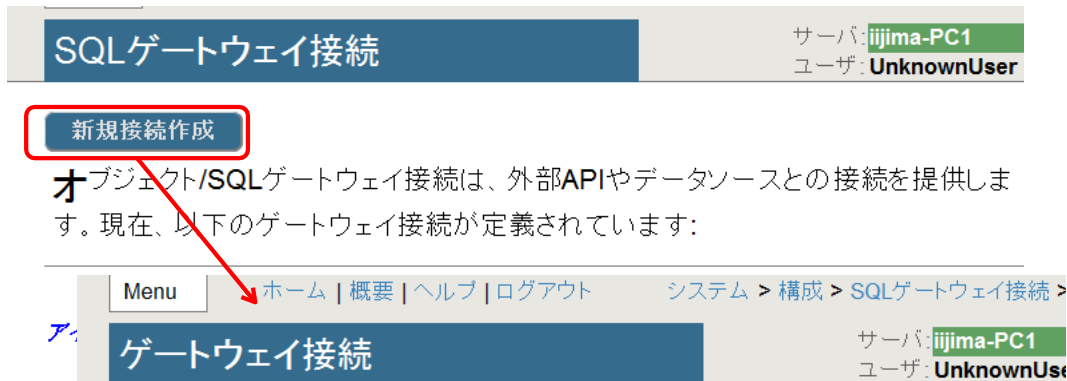 SQLゲートウェイ接続
サーバ:iijima-PC1
ユーザ:UnknownUser
新規接続作成
オブジェクト/SQLゲートウェイ接続は、外部APIやデータソースとの接続を提供しま
す。現在、以下のゲートウェイ接続が定義されています:
Menu ホーム | 概要 | ヘルプ | ログアウト システム > 構成 > SQLゲートウェイ接続 >
ゲートウェイ接続
サーバ:iijima-PC1
ユーザ:UnknownUse